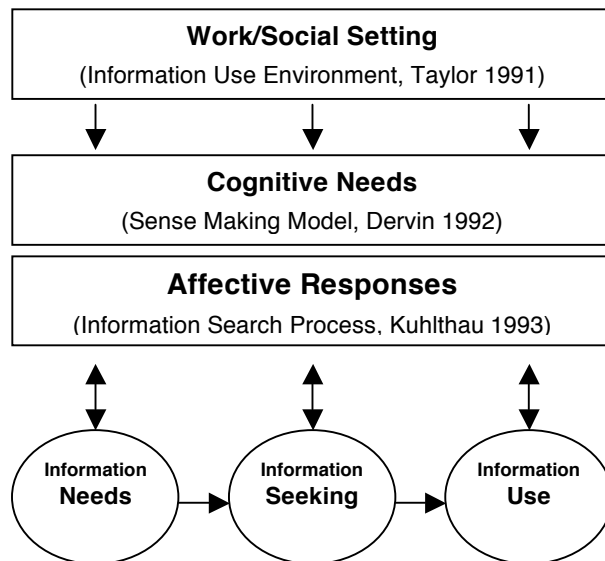 Work/Social Setting
(Information Use Environment, Taylor 1991)
Cognitive Needs
(Sense Making Model, Dervin 1992)
Affective Responses
(Information Search Process, Kuhlthau 1993)
Information
Needs
Information
Seeking
Information
Use